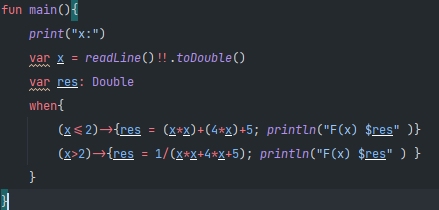 fun main(){
print("x:")
var x = readLine()!!.toDouble()
var res: Double
when{
(x<=2)->{res = (x*x)+(4*x)+5; println("F(x) $res" )}
(x>2)->{res = 1/(x*x+4*x+5); println("F(x) $res" ) }
}
}